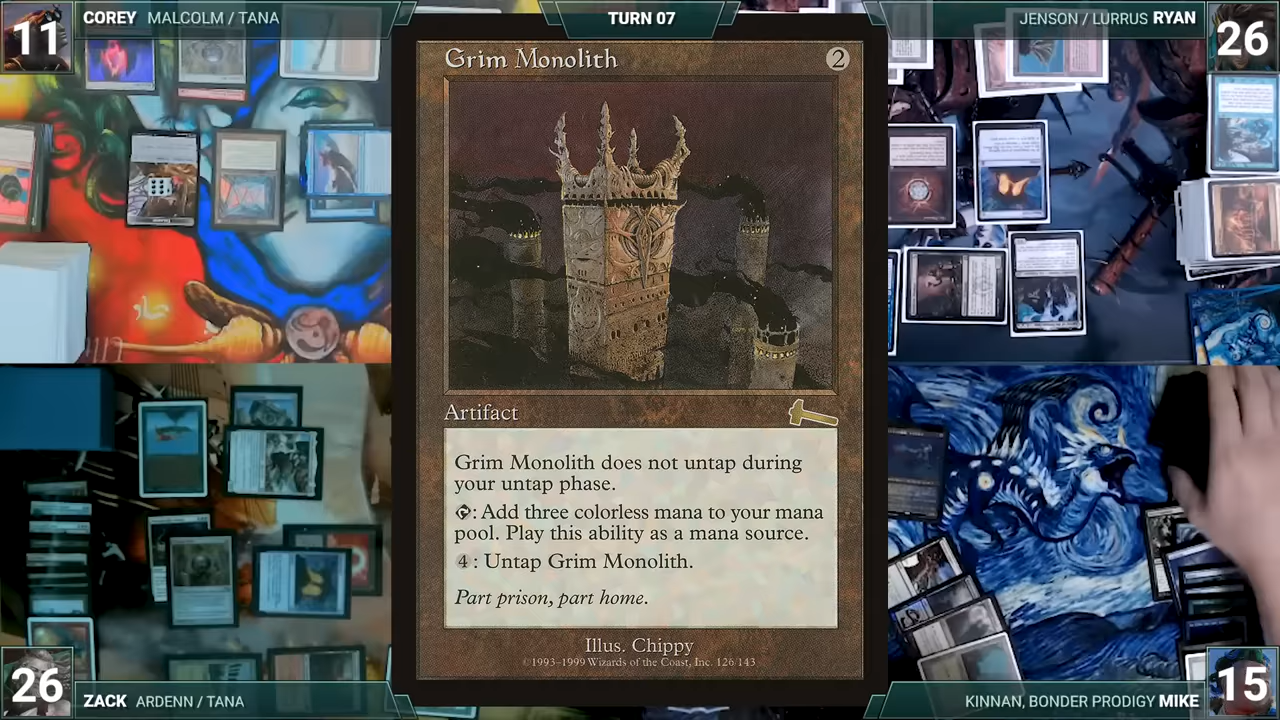 11
COREY MALCOLM / TANA
TURN 07
JENSON / LURRUS RYAN
26
Grim Monolith 2
Artifact
Grim Monolith does not untap during
your untap phase.
: Add three colorless mana to your mana
pool. Play this ability as a mana source.
4 : Untap Grim Monolith.
Part prison, part home.
Illus. Chippy
1993–1999 Wizards of the Coast, Inc. 126/143
26
ZACK ARDENN / TANA
KINNAN, BONDER PRODIGY MIKE
15